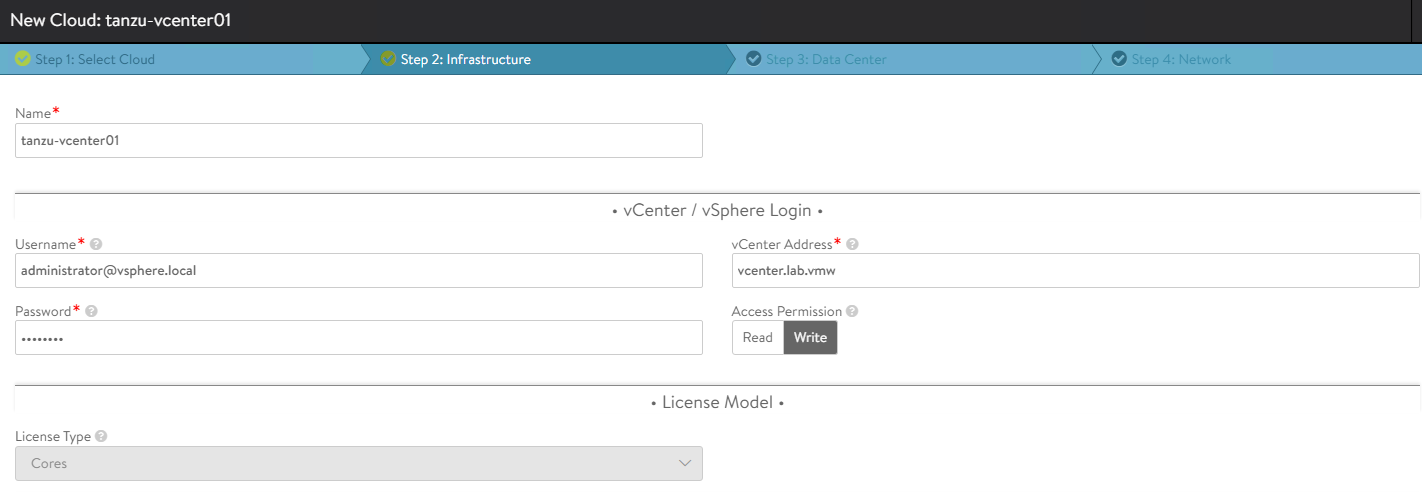 New Cloud: tanzu-vcenter01
Step 1: Select Cloud Step 2: Infrastructure Step 3: Data Center Step 4: Network
Name*
tanzu-vcenter01
• vCenter / vSphere Login •
Username* ? vCenter Address* ?
administrator@vsphere.local vcenter.lab.vmw
Password* ? Access Permission ?
•••••••• Read Write
• License Model •
License Type ?
Cores